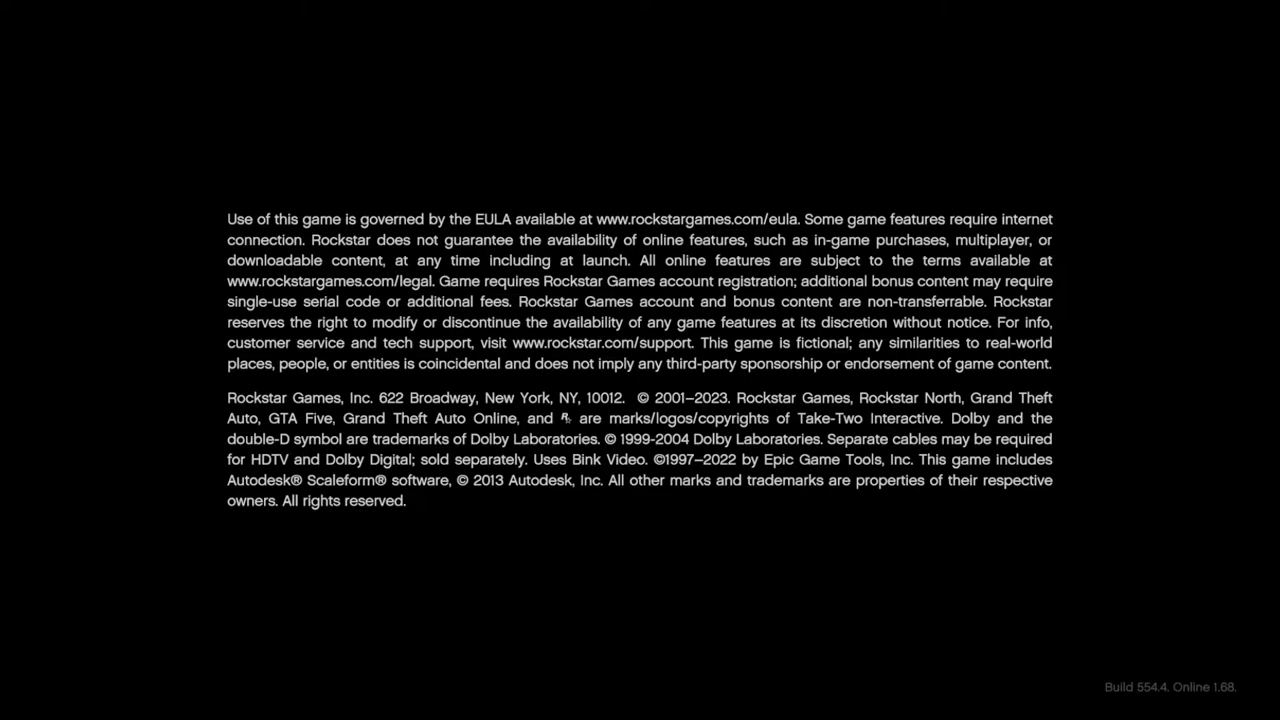 Use of this game is governed by the EULA available at www.rockstargames.com/eula. Some game features require internet
connection. Rockstar does not guarantee the availability of online features, such as in-game purchases, multiplayer, or
downloadable content, at any time including at launch. All online features are subject to the terms available at
www.rockstargames.com/legal. Game requires Rockstar Games account registration; additional bonus content may require
single-use serial code or additional fees. Rockstar Games account and bonus content are non-transferrable. Rockstar
reserves the right to modify or discontinue the availability of any game features at its discretion without notice. For info,
customer service and tech support, visit www.rockstar.com/support. This game is fictional; any similarities to real-world
places, people, or entities is coincidental and does not imply any third-party sponsorship or endorsement of game content.
Rockstar Games, Inc. 622 Broadway, New York, NY, 10012. © 2001–2023. Rockstar Games, Rockstar North, Grand Theft
Auto, GTA Five, Grand Theft Auto Online, and R* are marks/logos/copyrights of Take-Two Interactive. Dolby and the
double-D symbol are trademarks of Dolby Laboratories. © 1999-2004 Dolby Laboratories. Separate cables may be required
for HDTV and Dolby Digital; sold separately. Uses Bink Video. ©1997–2022 by Epic Game Tools, Inc. This game includes
Autodesk® Scaleform® software, © 2013 Autodesk, Inc. All other marks and trademarks are properties of their respective
owners. All rights reserved.
Build 554.4. Online 1.68.